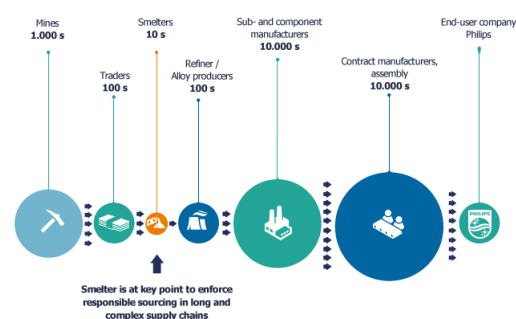 Mines
1.000 s
Traders
100 s
Smelters
10 s
Refiner /
Alloy producers
100 s
Sub- and component
manufacturers
10.000 s
Contract manufacturers,
assembly
10.000 s
End-user company
Philips
PHILIPS
Smelter is at key point to enforce
responsible sourcing in long and
complex supply chains